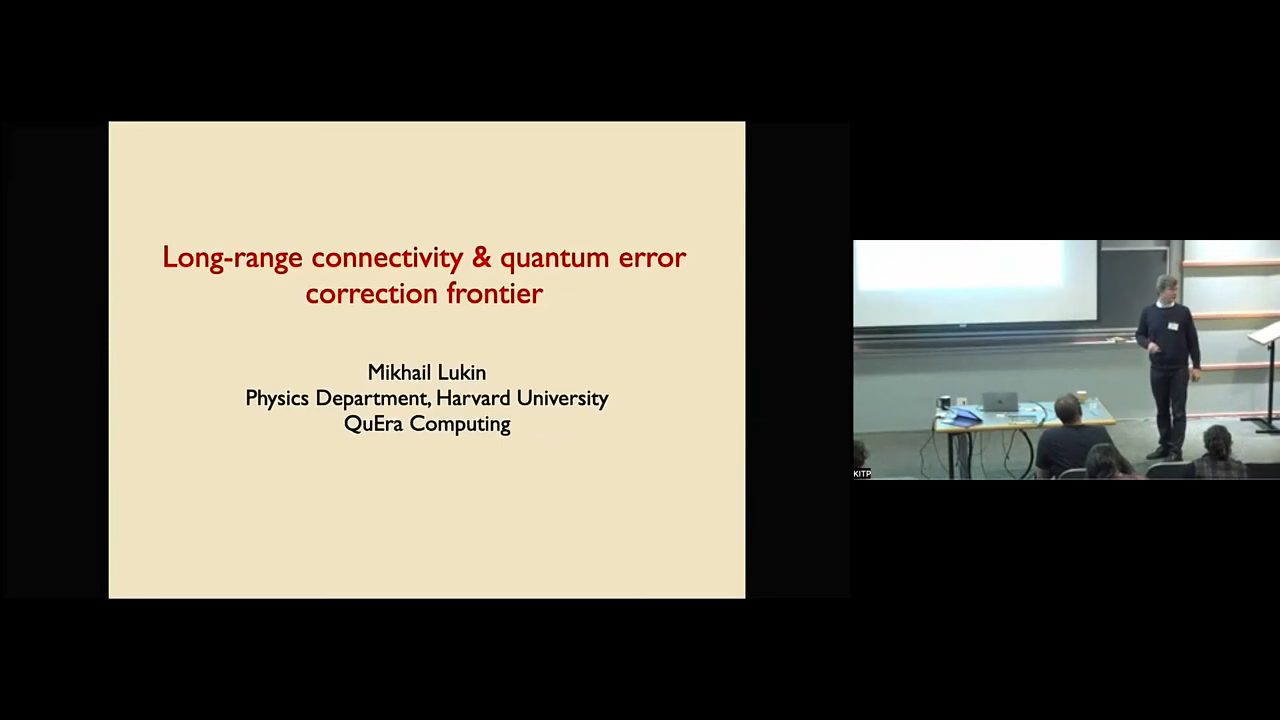 Long-range connectivity & quantum error
correction frontier
Mikhail Lukin
Physics Department, Harvard University
QuEra Computing
KITP